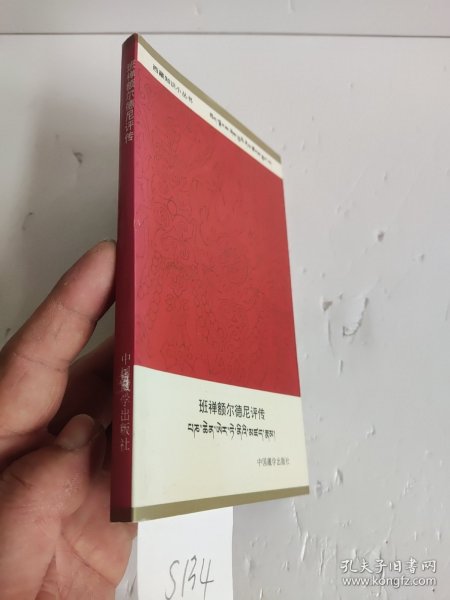 西藏知识小丛书
班禅额尔德尼评传
中国藏学出版社
班禅额尔德尼评传
中国藏学出版社
S134
孔夫子旧书网
www.kongfz.com